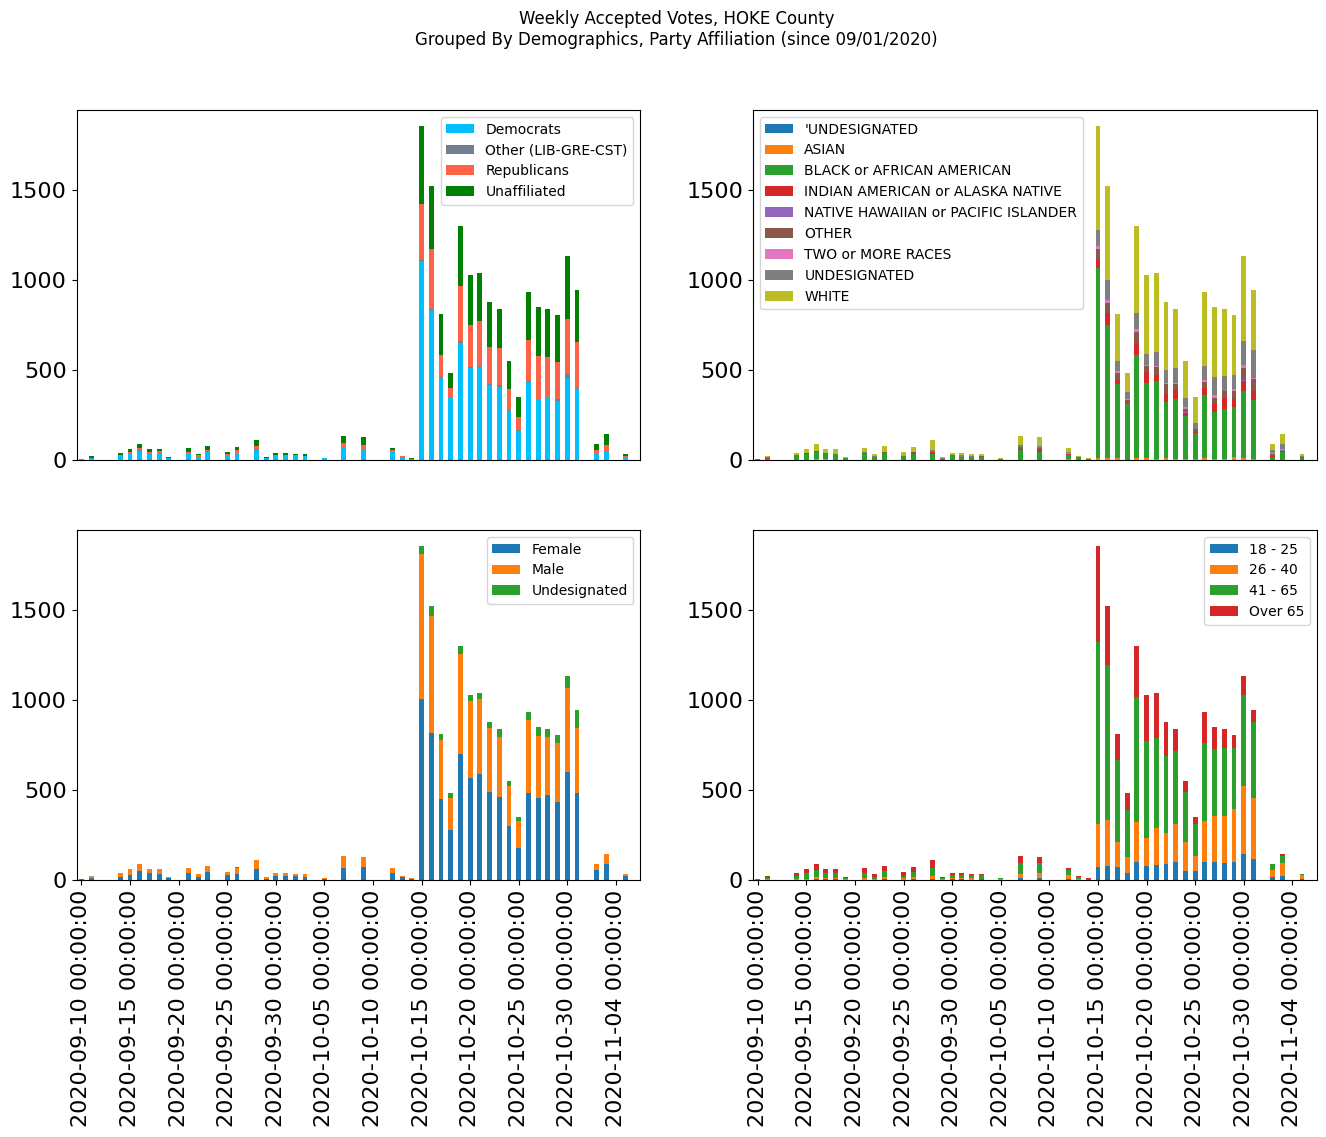 Weekly Accepted Votes, HOKE County
Grouped By Demographics, Party Affiliation (since 09/01/2020)
1500
1000
500
0
Democrats
Other (LIB-GRE-CST)
Republicans
Unaffiliated
1500
1000
500
0
'UNDESIGNATED
ASIAN
BLACK or AFRICAN AMERICAN
INDIAN AMERICAN or ALASKA NATIVE
NATIVE HAWAIIAN or PACIFIC ISLANDER
OTHER
TWO or MORE RACES
UNDESIGNATED
WHITE
1500
1000
500
0
Female
Male
Undesignated
2020-09-10 00:00:00
2020-09-15 00:00:00
2020-09-20 00:00:00
2020-09-25 00:00:00
2020-09-30 00:00:00
2020-10-05 00:00:00
2020-10-10 00:00:00
2020-10-15 00:00:00
2020-10-20 00:00:00
2020-10-25 00:00:00
2020-10-30 00:00:00
2020-11-04 00:00:00
1500
1000
500
0
18 - 25
26 - 40
41 - 65
Over 65
2020-09-10 00:00:00
2020-09-15 00:00:00
2020-09-20 00:00:00
2020-09-25 00:00:00
2020-09-30 00:00:00
2020-10-05 00:00:00
2020-10-10 00:00:00
2020-10-15 00:00:00
2020-10-20 00:00:00
2020-10-25 00:00:00
2020-10-30 00:00:00
2020-11-04 00:00:00